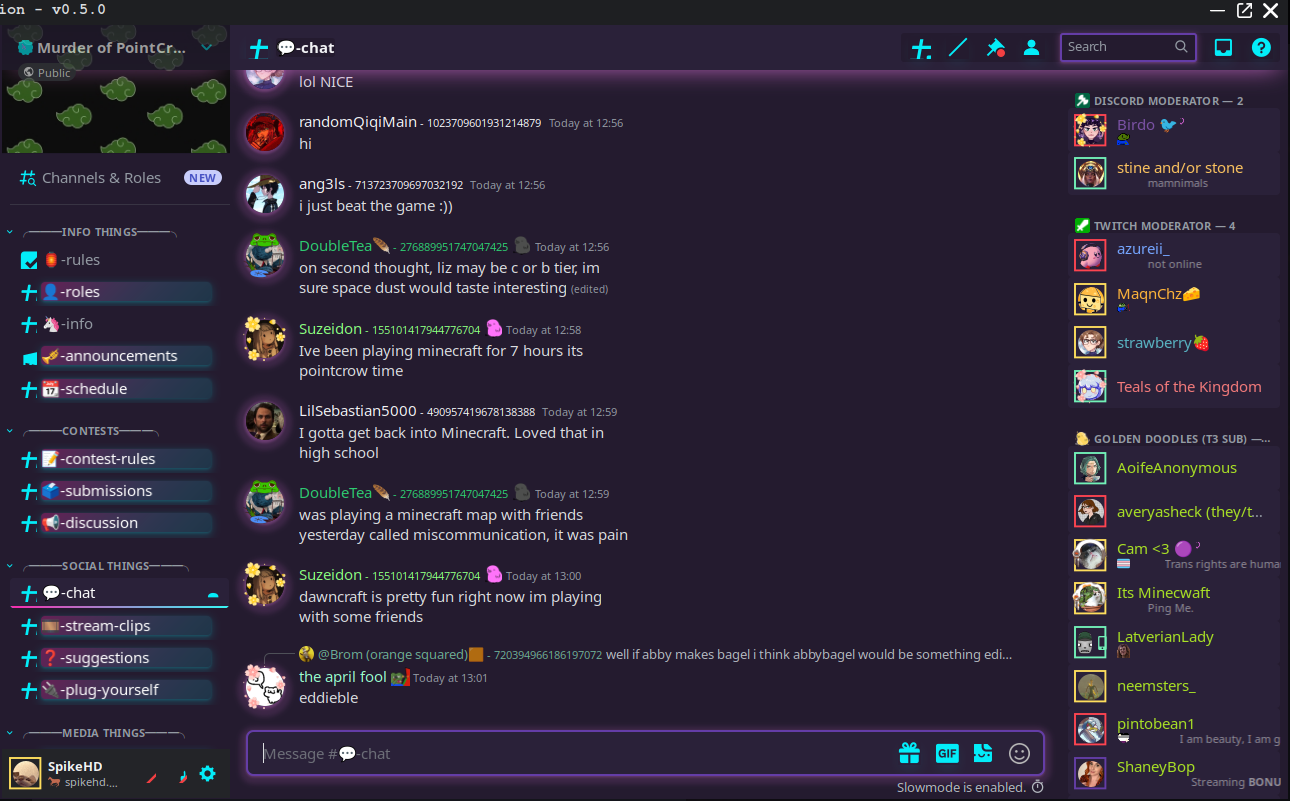 ion - v0.5.0
Murder of PointCr...
Public
Channels & Roles NEW
INFO THINGS
-rules
-roles
-info
-announcements
-schedule
CONTESTS
-contest-rules
-submissions
-discussion
SOCIAL THINGS
-chat
-stream-clips
-suggestions
-plug-yourself
MEDIA THINGS
SpikeHD
spikehd....
-chat
Search
lol NICE
randomQiqiMain - 1023709601931214879 Today at 12:56
hi
ang3ls - 713723709697032192 Today at 12:56
i just beat the game :))
DoubleTea - 276889951747047425 Today at 12:56
on second thought, liz may be c or b tier, im
sure space dust would taste interesting (edited)
Suzeidon - 155101417944776704 Today at 12:58
Ive been playing minecraft for 7 hours its
pointcrow time
LilSebastian5000 - 490957419678138388 Today at 12:59
I gotta get back into Minecraft. Loved that in
high school
DoubleTea - 276889951747047425 Today at 12:59
was playing a minecraft map with friends
yesterday called miscommunication, it was pain
Suzeidon - 155101417944776704 Today at 13:00
dawncraft is pretty fun right now im playing
with some friends
@Brom (orange squared) - 720394966186197072 well if abby makes bagel i think abbybagel would be something edi...
the april fool Today at 13:01
eddieble
Message #💬-chat
GIF
Slowmode is enabled.
DISCORD MODERATOR — 2
Birdo
stine and/or stone
mamnimals
TWITCH MODERATOR — 4
azureii_
not online
MaqnChz
strawberry
Teals of the Kingdom
GOLDEN DOODLES (T3 SUB) —...
AoifeAnonymous
averyasheck (they/t...
Cam <3
Trans rights are huma
Its Minecwaft
Ping Me.
LatverianLady
neemsters_
pintobean1
I am beauty, I am g
ShaneyBop
Streaming BONU